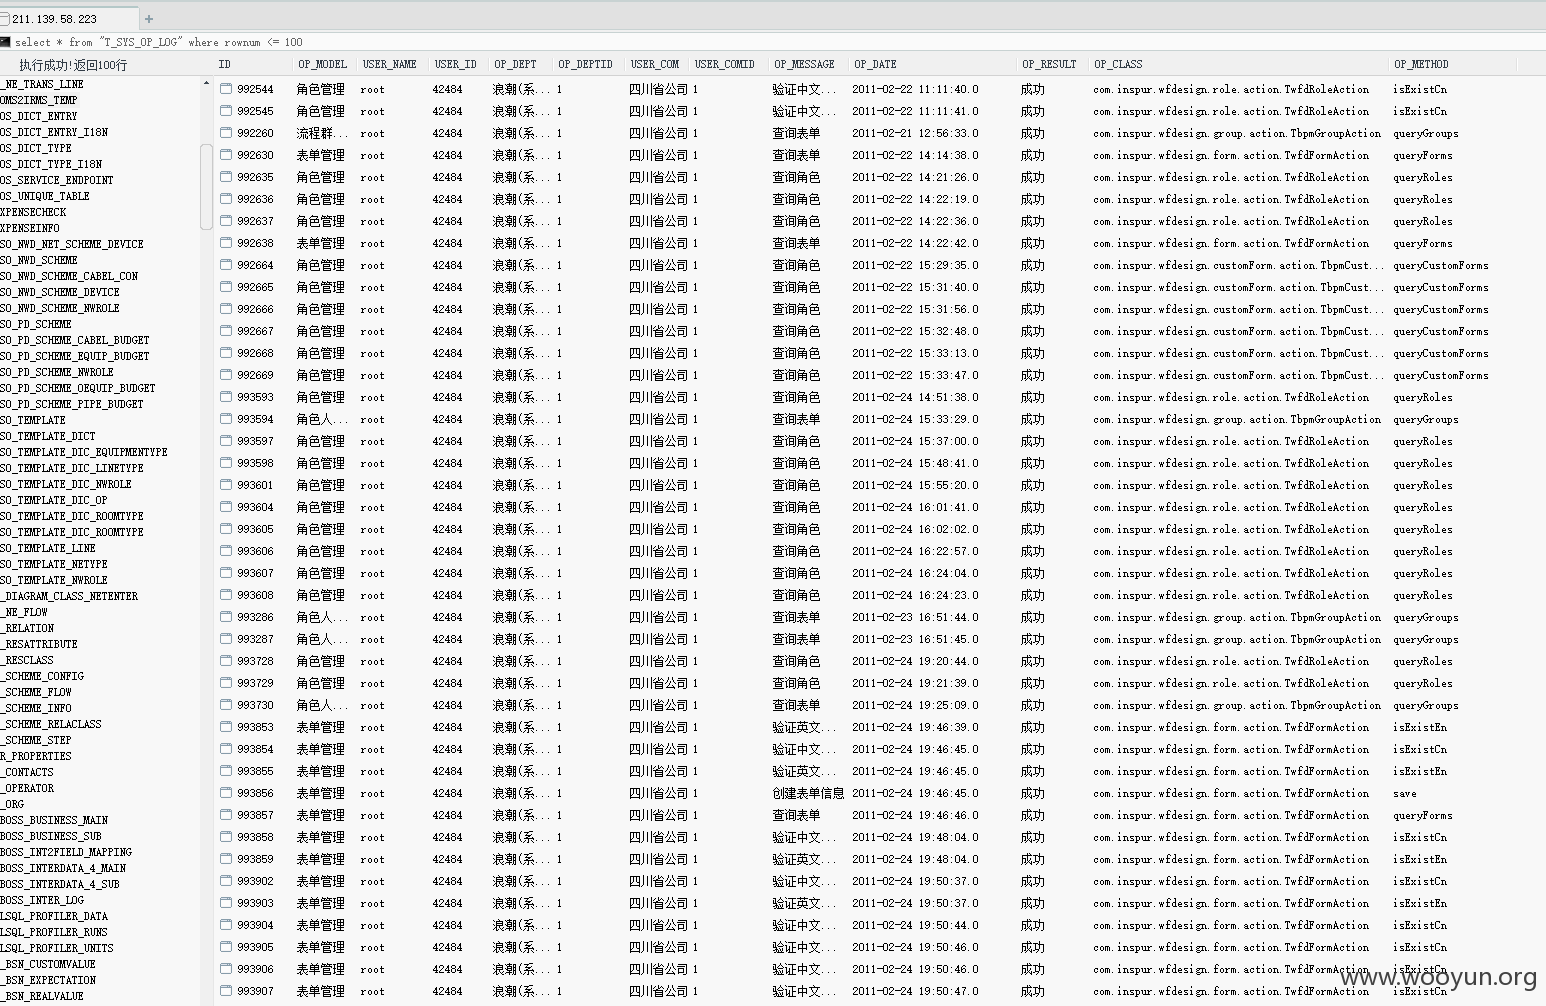 211.139.58.223 +
select * from "T_SYS_OP_LOG" where rownum <= 100
执行成功!返回100行
_NE_TRANS_LINE
OMS2IRMS_TEMP
OS_DICT_ENTRY
OS_DICT_ENTRY_I18N
OS_DICT_TYPE
OS_DICT_TYPE_I18N
OS_SERVICE_ENDPOINT
OS_UNIQUE_TABLE
XPENSECHECK
XPENSEINFO
SO_NWD_NET_SCHEME_DEVICE
SO_NWD_SCHEME
SO_NWD_SCHEME_CABEL_CON
SO_NWD_SCHEME_DEVICE
SO_NWD_SCHEME_NWROLE
SO_PD_SCHEME
SO_PD_SCHEME_CABEL_BUDGET
SO_PD_SCHEME_EQUIP_BUDGET
SO_PD_SCHEME_NWROLE
SO_PD_SCHEME_OEQUIP_BUDGET
SO_PD_SCHEME_PIPE_BUDGET
SO_TEMPLATE
SO_TEMPLATE_DICT
SO_TEMPLATE_DIC_EQUIPMENTYPE
SO_TEMPLATE_DIC_LINETYPE
SO_TEMPLATE_DIC_NWROLE
SO_TEMPLATE_DIC_OP
SO_TEMPLATE_DIC_ROOMTYPE
SO_TEMPLATE_DIC_ROOMTYPE
SO_TEMPLATE_LINE
SO_TEMPLATE_NETYPE
SO_TEMPLATE_NWROLE
_DIAGRAM_CLASS_NETENTER
_NE_FLOW
_RELATION
_RESATTRIBUTE
_RESCLASS
_SCHEME_CONFIG
_SCHEME_FLOW
_SCHEME_INFO
_SCHEME_RELACLASS
_SCHEME_STEP
R_PROPERTIES
_CONTACTS
_OPERATOR
_ORG
BOSS_BUSINESS_MAIN
BOSS_BUSINESS_SUB
BOSS_INT2FIELD_MAPPING
BOSS_INTERDATA_4_MAIN
BOSS_INTERDATA_4_SUB
BOSS_INTER_LOG
LSQL_PROFILER_DATA
LSQL_PROFILER_RUNS
LSQL_PROFILER_UNITS
_BSN_CUSTOMVALUE
_BSN_EXPECTATION
_BSN_REALVALUE
ID OP_MODEL USER_NAME USER_ID OP_DEPT OP_DEPTID USER_COM USER_COMID OP_MESSAGE OP_DATE OP_RESULT OP_CLASS OP_METHOD
992544 角色管理 root 42484 浪潮(系... 1 四川省公司 1 验证中文... 2011-02-22 11:11:40.0 成功 com.inspur.wfdesign.role.action.TwfdRoleAction isExistCn
992545 角色管理 root 42484 浪潮(系... 1 四川省公司 1 验证中文... 2011-02-22 11:11:41.0 成功 com.inspur.wfdesign.role.action.TwfdRoleAction isExistCn
992260 流程群... root 42484 浪潮(系... 1 四川省公司 1 查询表单 2011-02-21 12:56:33.0 成功 com.inspur.wfdesign.group.action.TbpmGroupAction queryGroups
992630 表单管理 root 42484 浪潮(系... 1 四川省公司 1 查询表单 2011-02-22 14:14:38.0 成功 com.inspur.wfdesign.form.action.TwfdFormAction queryForms
992635 角色管理 root 42484 浪潮(系... 1 四川省公司 1 查询角色 2011-02-22 14:21:26.0 成功 com.inspur.wfdesign.role.action.TwfdRoleAction queryRoles
992636 角色管理 root 42484 浪潮(系... 1 四川省公司 1 查询角色 2011-02-22 14:22:19.0 成功 com.inspur.wfdesign.role.action.TwfdRoleAction queryRoles
992637 角色管理 root 42484 浪潮(系... 1 四川省公司 1 查询角色 2011-02-22 14:22:36.0 成功 com.inspur.wfdesign.role.action.TwfdRoleAction queryRoles
992638 表单管理 root 42484 浪潮(系... 1 四川省公司 1 查询表单 2011-02-22 14:22:42.0 成功 com.inspur.wfdesign.form.action.TwfdFormAction queryForms
992664 角色管理 root 42484 浪潮(系... 1 四川省公司 1 查询角色 2011-02-22 15:29:35.0 成功 com.inspur.wfdesign.customForm.action.TbpmCust... queryCustomForms
992665 角色管理 root 42484 浪潮(系... 1 四川省公司 1 查询角色 2011-02-22 15:31:40.0 成功 com.inspur.wfdesign.customForm.action.TbpmCust... queryCustomForms
992666 角色管理 root 42484 浪潮(系... 1 四川省公司 1 查询角色 2011-02-22 15:31:56.0 成功 com.inspur.wfdesign.customForm.action.TbpmCust... queryCustomForms
992667 角色管理 root 42484 浪潮(系... 1 四川省公司 1 查询角色 2011-02-22 15:32:48.0 成功 com.inspur.wfdesign.customForm.action.TbpmCust... queryCustomForms
992668 角色管理 root 42484 浪潮(系... 1 四川省公司 1 查询角色 2011-02-22 15:33:13.0 成功 com.inspur.wfdesign.customForm.action.TbpmCust... queryCustomForms
992669 角色管理 root 42484 浪潮(系... 1 四川省公司 1 查询角色 2011-02-22 15:33:47.0 成功 com.inspur.wfdesign.customForm.action.TbpmCust... queryCustomForms
993593 角色管理 root 42484 浪潮(系... 1 四川省公司 1 查询角色 2011-02-24 14:51:38.0 成功 com.inspur.wfdesign.role.action.TwfdRoleAction queryRoles
993594 角色人... root 42484 浪潮(系... 1 四川省公司 1 查询表单 2011-02-24 15:33:29.0 成功 com.inspur.wfdesign.group.action.TbpmGroupAction queryGroups
993597 角色管理 root 42484 浪潮(系... 1 四川省公司 1 查询角色 2011-02-24 15:37:00.0 成功 com.inspur.wfdesign.role.action.TwfdRoleAction queryRoles
993598 角色管理 root 42484 浪潮(系... 1 四川省公司 1 查询角色 2011-02-24 15:48:41.0 成功 com.inspur.wfdesign.role.action.TwfdRoleAction queryRoles
993601 角色管理 root 42484 浪潮(系... 1 四川省公司 1 查询角色 2011-02-24 15:55:20.0 成功 com.inspur.wfdesign.role.action.TwfdRoleAction queryRoles
993604 角色管理 root 42484 浪潮(系... 1 四川省公司 1 查询角色 2011-02-24 16:01:41.0 成功 com.inspur.wfdesign.role.action.TwfdRoleAction queryRoles
993605 角色管理 root 42484 浪潮(系... 1 四川省公司 1 查询角色 2011-02-24 16:02:02.0 成功 com.inspur.wfdesign.role.action.TwfdRoleAction queryRoles
993606 角色管理 root 42484 浪潮(系... 1 四川省公司 1 查询角色 2011-02-24 16:22:57.0 成功 com.inspur.wfdesign.role.action.TwfdRoleAction queryRoles
993607 角色管理 root 42484 浪潮(系... 1 四川省公司 1 查询角色 2011-02-24 16:24:04.0 成功 com.inspur.wfdesign.role.action.TwfdRoleAction queryRoles
993608 角色管理 root 42484 浪潮(系... 1 四川省公司 1 查询角色 2011-02-24 16:24:23.0 成功 com.inspur.wfdesign.role.action.TwfdRoleAction queryRoles
993286 角色人... root 42484 浪潮(系... 1 四川省公司 1 查询表单 2011-02-23 16:51:44.0 成功 com.inspur.wfdesign.group.action.TbpmGroupAction queryGroups
993287 角色人... root 42484 浪潮(系... 1 四川省公司 1 查询表单 2011-02-23 16:51:45.0 成功 com.inspur.wfdesign.group.action.TbpmGroupAction queryGroups
993728 角色管理 root 42484 浪潮(系... 1 四川省公司 1 查询角色 2011-02-24 19:20:44.0 成功 com.inspur.wfdesign.role.action.TwfdRoleAction queryRoles
993729 角色管理 root 42484 浪潮(系... 1 四川省公司 1 查询角色 2011-02-24 19:21:39.0 成功 com.inspur.wfdesign.role.action.TwfdRoleAction queryRoles
993730 角色人... root 42484 浪潮(系... 1 四川省公司 1 查询表单 2011-02-24 19:25:09.0 成功 com.inspur.wfdesign.group.action.TbpmGroupAction queryGroups
993853 表单管理 root 42484 浪潮(系... 1 四川省公司 1 验证英文... 2011-02-24 19:46:39.0 成功 com.inspur.wfdesign.form.action.TwfdFormAction isExistEn
993854 表单管理 root 42484 浪潮(系... 1 四川省公司 1 验证中文... 2011-02-24 19:46:45.0 成功 com.inspur.wfdesign.form.action.TwfdFormAction isExistCn
993855 表单管理 root 42484 浪潮(系... 1 四川省公司 1 验证英文... 2011-02-24 19:46:45.0 成功 com.inspur.wfdesign.form.action.TwfdFormAction isExistEn
993856 表单管理 root 42484 浪潮(系... 1 四川省公司 1 创建表单信息 2011-02-24 19:46:45.0 成功 com.inspur.wfdesign.form.action.TwfdFormAction save
993857 表单管理 root 42484 浪潮(系... 1 四川省公司 1 查询表单 2011-02-24 19:46:46.0 成功 com.inspur.wfdesign.form.action.TwfdFormAction queryForms
993858 表单管理 root 42484 浪潮(系... 1 四川省公司 1 验证中文... 2011-02-24 19:48:04.0 成功 com.inspur.wfdesign.form.action.TwfdFormAction isExistCn
993859 表单管理 root 42484 浪潮(系... 1 四川省公司 1 验证英文... 2011-02-24 19:48:04.0 成功 com.inspur.wfdesign.form.action.TwfdFormAction isExistEn
993902 表单管理 root 42484 浪潮(系... 1 四川省公司 1 验证中文... 2011-02-24 19:50:37.0 成功 com.inspur.wfdesign.form.action.TwfdFormAction isExistCn
993903 表单管理 root 42484 浪潮(系... 1 四川省公司 1 验证英文... 2011-02-24 19:50:37.0 成功 com.inspur.wfdesign.form.action.TwfdFormAction isExistEn
993904 表单管理 root 42484 浪潮(系... 1 四川省公司 1 验证中文... 2011-02-24 19:50:44.0 成功 com.inspur.wfdesign.form.action.TwfdFormAction isExistCn
993905 表单管理 root 42484 浪潮(系... 1 四川省公司 1 验证中文... 2011-02-24 19:50:46.0 成功 com.inspur.wfdesign.form.action.TwfdFormAction isExistCn
993906 表单管理 root 42484 浪潮(系... 1 四川省公司 1 验证中文... 2011-02-24 19:50:46.0 成功 com.inspur.wfdesign.form.action.TwfdFormAction isExistCn
993907 表单管理 root 42484 浪潮(系... 1 四川省公司 1 验证中文... 2011-02-24 19:50:47.0 成功 com.inspur.wfdesign.form.action.TwfdFormAction isExistCn
www.wooyun.org